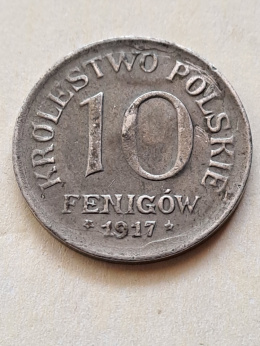 KRÓLESTWO POLSKIE
10
FENIGÓW
* 1917 *